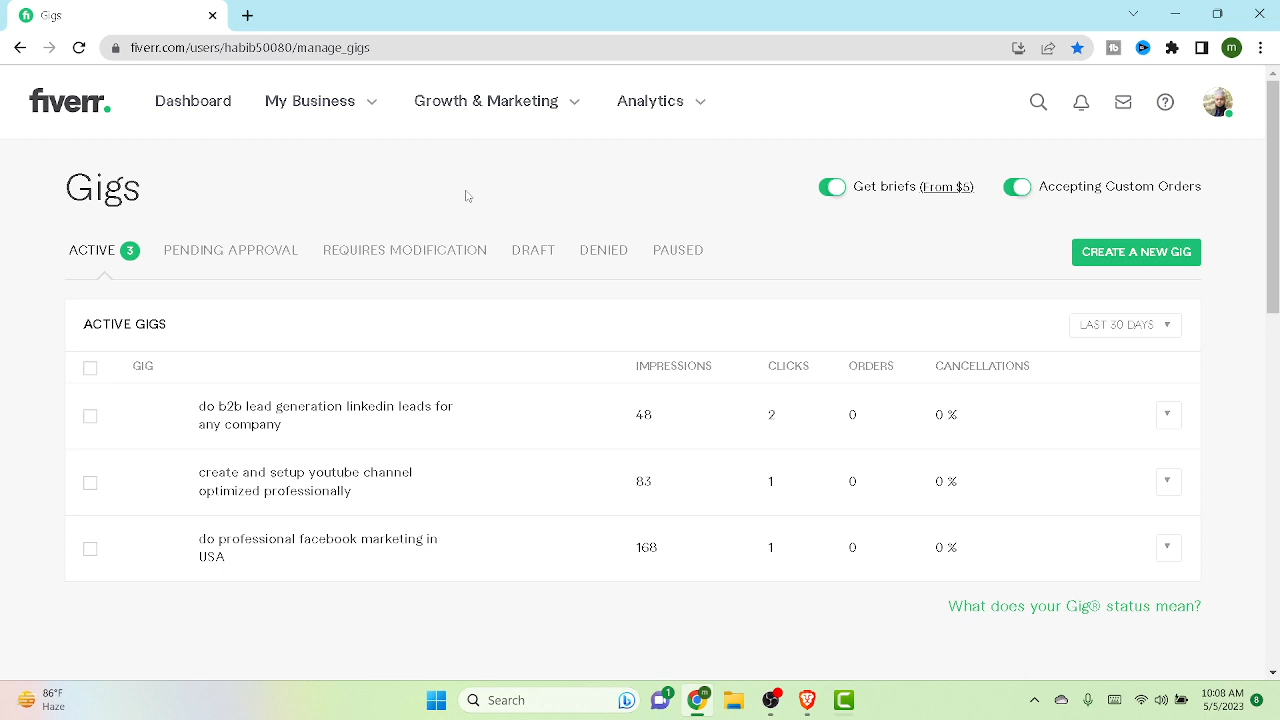 Gigs
fiverr.com/users/habib50080/manage_gigs
m
fiverr.
Dashboard
My Business
Growth & Marketing
Analytics
Gigs
Get briefs (From $5)
Accepting Custom Orders
ACTIVE 3
PENDING APPROVAL
REQUIRES MODIFICATION
DRAFT
DENIED
PAUSED
CREATE A NEW GIG
ACTIVE GIGS
LAST 30 DAYS
GIG IMPRESSIONS CLICKS ORDERS CANCELLATIONS
do b2b lead generation linkedin leads for
any company
48 2 0 0 %
create and setup youtube channel
optimized professionally
83 1 0 0 %
do professional facebook marketing in
USA
168 1 0 0 %
What does your Gig® status mean?
86°F
Haze
Search
1
m
10:08 AM
5/5/2023
8